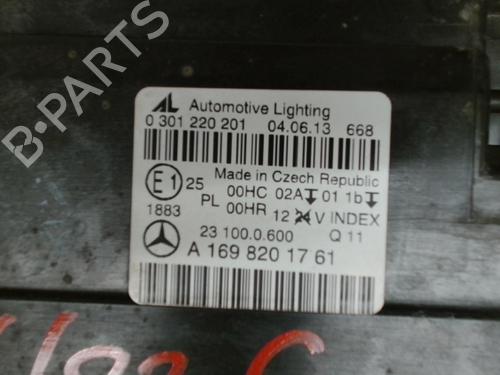 AL Automotive Lighting
0 301 220 201 04.06.13 668
Made in Czech Republic
E1 25 00HC 02A 01 1b
PL 00HR 12 24 V INDEX
1883
23 100.0.600 Q 11
A 169 820 17 61
B-PARTS